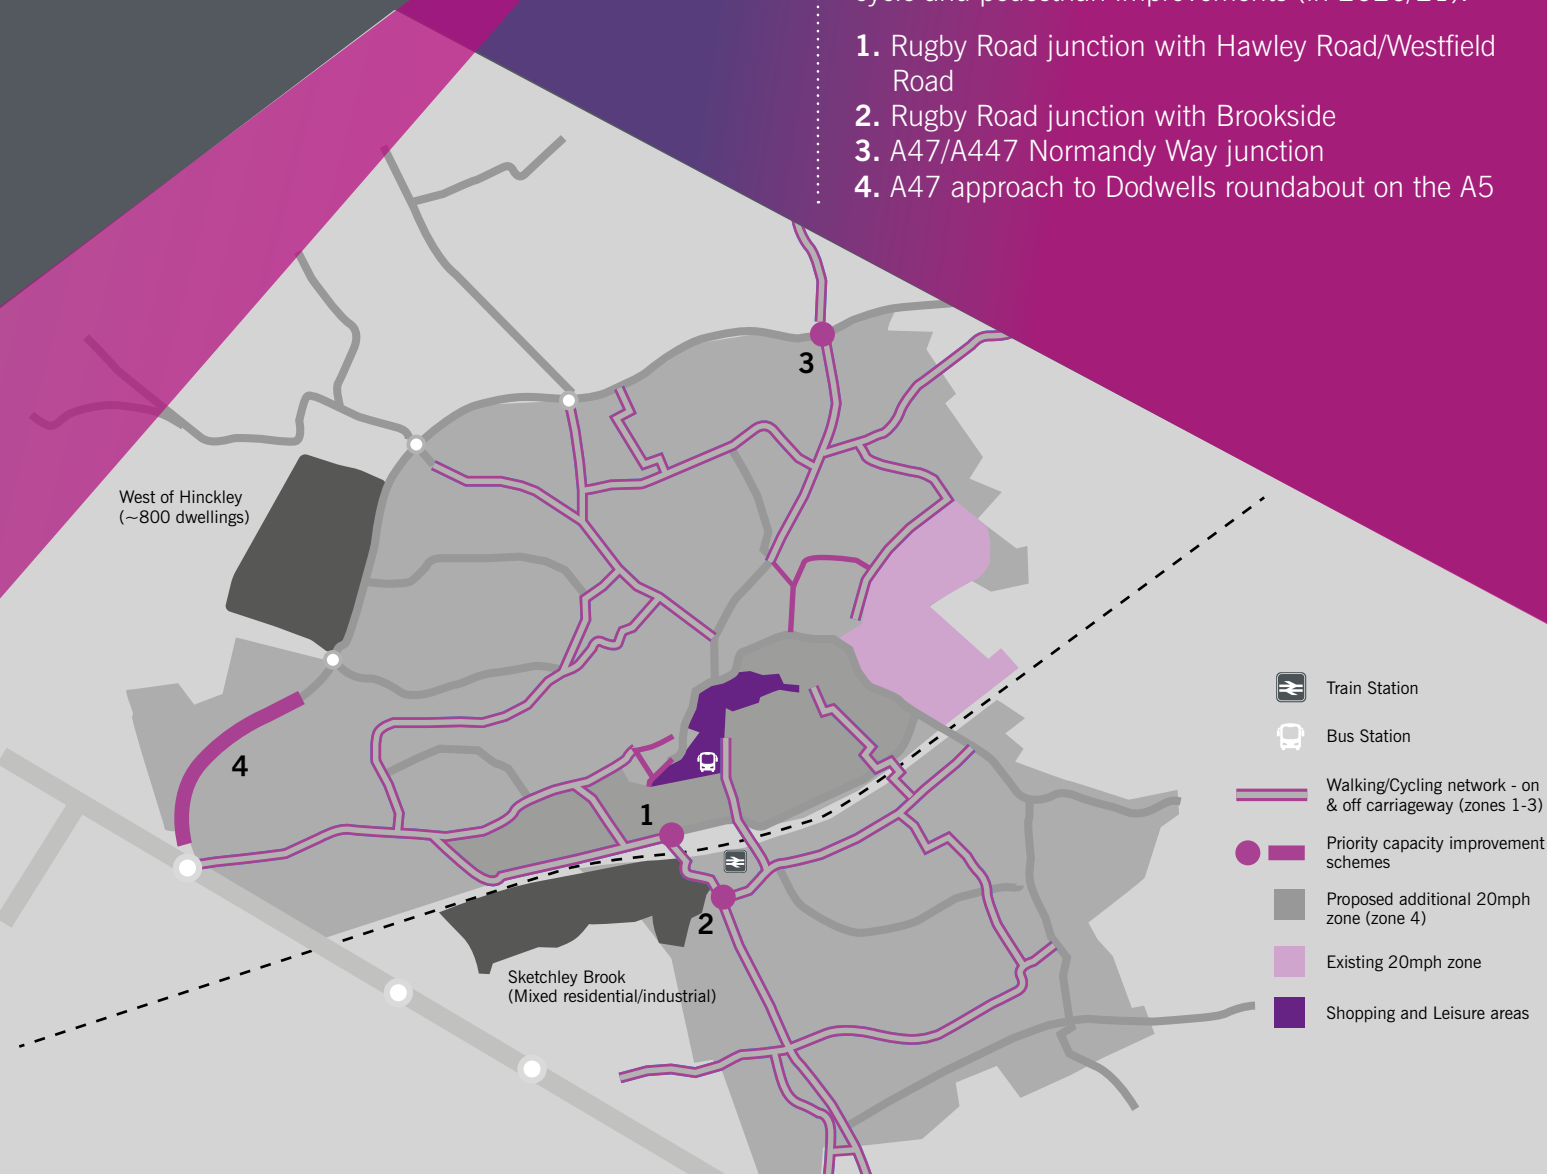 1. Rugby Road junction with Hawley Road/Westfield
Road
2. Rugby Road junction with Brookside
3. A47/A447 Normandy Way junction
4. A47 approach to Dodwells roundabout on the A5
3
West of Hinckley
(~800 dwellings)
4
1
2
Sketchley Brook
(Mixed residential/industrial)
Train Station
Bus Station
Walking/Cycling network - on
& off carriageway (zones 1-3)
Priority capacity improvement
schemes
Proposed additional 20mph
zone (zone 4)
Existing 20mph zone
Shopping and Leisure areas